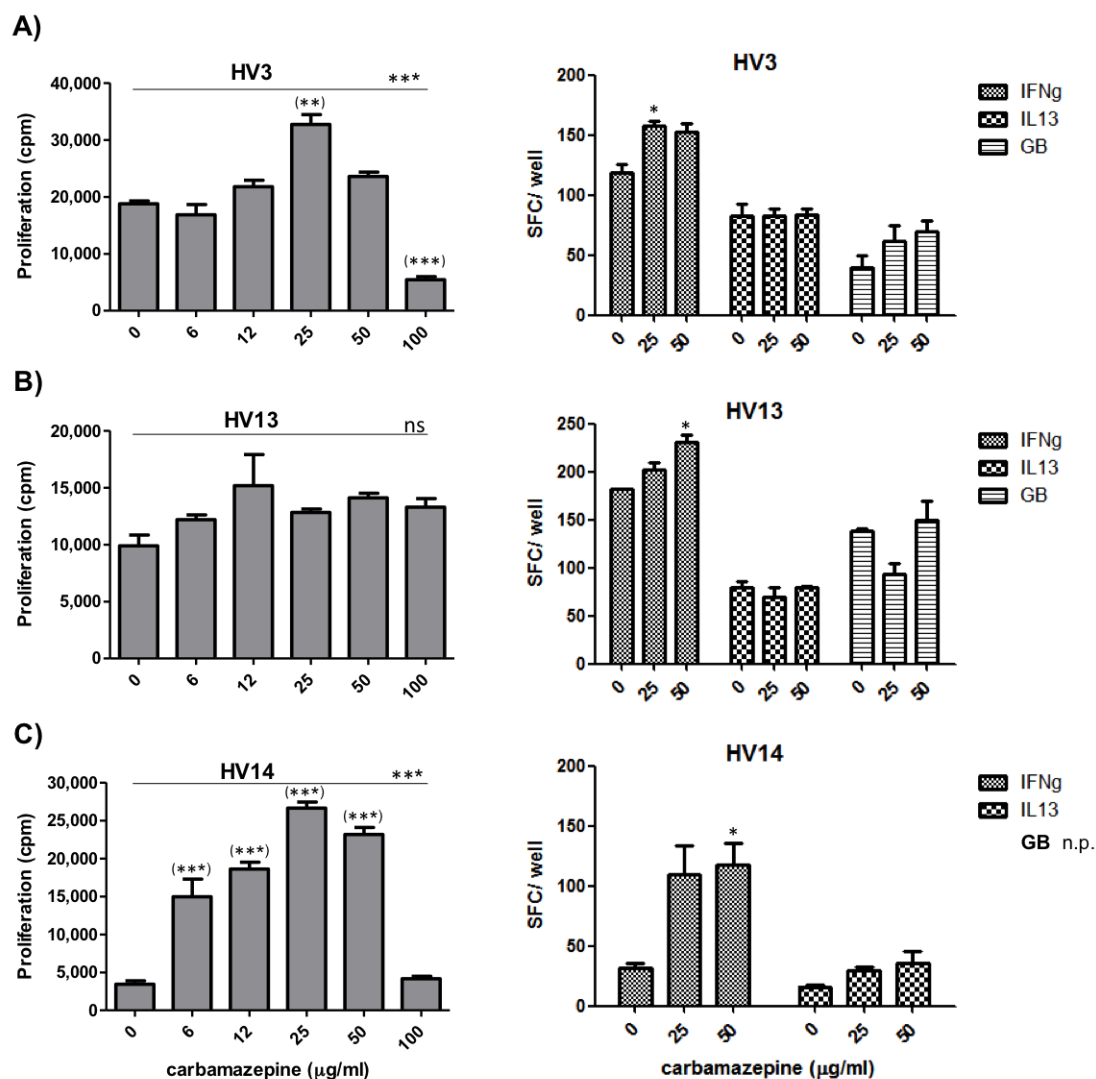 A)
HV3
***
40,000
30,000
20,000
10,000
0
Proliferation (cpm)
(**)
(***)
0 6 12 25 50 100
HV3
200
150
100
50
0
SFC/ well
*
0 25 50 0 25 50 0 25 50
IFNg
IL13
GB
B)
HV13
ns
20,000
15,000
10,000
5,000
0
Proliferation (cpm)
0 6 12 25 50 100
HV13
250
200
150
100
50
0
SFC/ well
*
0 25 50 0 25 50 0 25 50
IFNg
IL13
GB
C)
HV14
***
30,000
25,000
20,000
15,000
10,000
5,000
0
Proliferation (cpm)
(***) (***) (***) (***)
0 6 12 25 50 100
carbamazepine (μg/ml)
HV14
200
150
100
50
0
SFC/ well
*
0 25 50 0 25 50
carbamazepine (μg/ml)
IFNg
IL13
GB n.p.